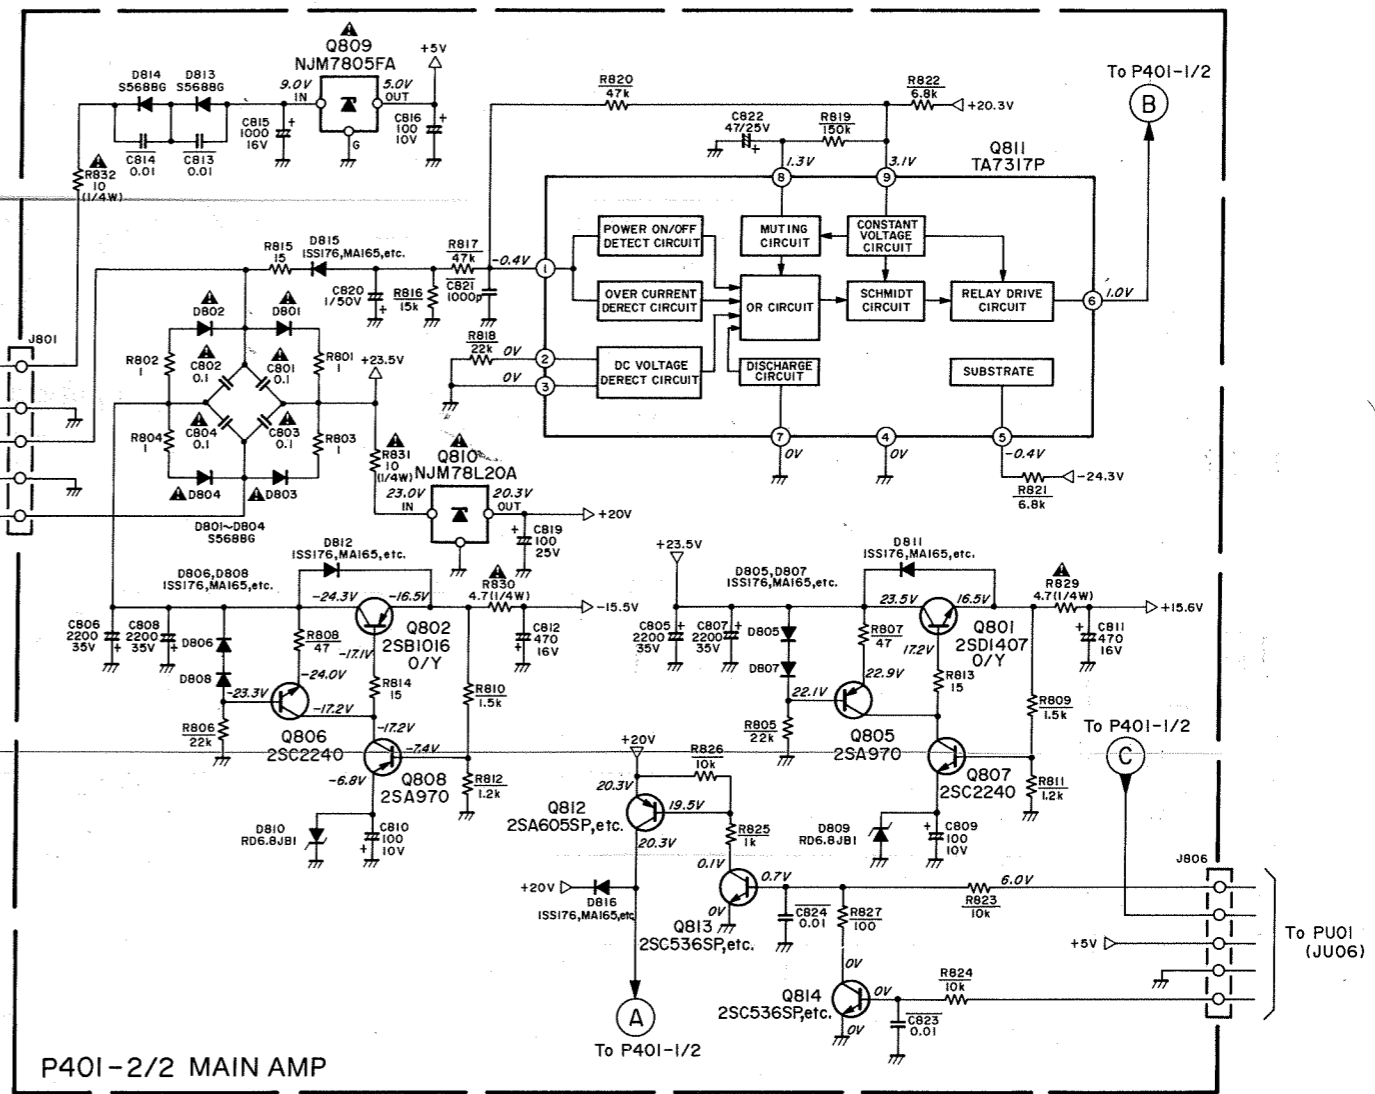 Q809
NJM7805FA
+5V
D814
S5688G
D813
S5688G
9.0V
IN
5.0V
OUT
G
C815
1000
16V
C816
100
10V
C814
0.01
C813
0.01
R832
10
(1/4W)
R820
47k
R822
6.8k
+20.3V
C822
47/25V
R819
150k
1.3V
3.1V
Q811
TA7317P
To P401-1/2
B
8
9
POWER ON/OFF
DETECT CIRCUIT
MUTING
CIRCUIT
CONSTANT
VOLTAGE
CIRCUIT
OVER CURRENT
DERECT CIRCUIT
OR CIRCUIT
SCHMIDT
CIRCUIT
RELAY DRIVE
CIRCUIT
DC VOLTAGE
DERECT CIRCUIT
DISCHARGE
CIRCUIT
SUBSTRATE
1
2
3
7
4
5
6
1.0V
0V
0V
-0.4V
R821
6.8k
-24.3V
R815
15
D815
ISS176,MA165,etc.
R817
47k
-0.4V
C820
1/50V
R816
15k
C821
1000p
R818
22k
0V
0V
J801
D802
D801
R802
1
C802
0.1
C801
0.1
R801
1
+23.5V
R804
1
C804
0.1
C803
0.1
R803
1
D804
D803
D801~D804
S5688G
R831
10
(1/4W)
Q810
NJM78L20A
23.0V
IN
20.3V
OUT
+20V
C819
100
25V
D812
ISS176,MA165,etc.
D806,D808
ISS176,MA165,etc.
-24.3V
-16.5V
R830
4.7(1/4W)
-15.5V
C806
2200
35V
C808
2200
35V
D806
D808
R808
47
-17.1V
Q802
2SB1016
O/Y
C812
470
16V
-24.0V
-23.3V
R814
15
R810
1.5k
R806
22k
-17.2V
-17.2V
Q806
2SC2240
-7.4V
-6.8V
Q808
2SA970
R812
1.2k
D810
RD6.8JB1
C810
100
10V
+23.5V
D811
ISS176,MA165,etc.
D805,D807
ISS176,MA165,etc.
23.5V
16.5V
R829
4.7(1/4W)
+15.6V
C805
2200
35V
C807
2200
35V
D805
D807
R807
47
17.2V
Q801
2SD1407
O/Y
C811
470
16V
22.9V
22.1V
R813
15
R809
1.5k
R805
22k
Q805
2SA970
Q807
2SC2240
R811
1.2k
D809
RD6.8JB1
C809
100
10V
To P401-1/2
C
+20V
R826
10k
20.3V
19.5V
Q812
2SA605SP,etc.
20.3V
R825
1k
0.1V
0.7V
+20V
D816
ISS176,MA165,etc
0V
Q813
2SC536SP,etc.
C824
0.01
R827
100
R823
10k
6.0V
0V
Q814
2SC536SP,etc.
0V
0V
R824
10k
C823
0.01
+5V
J806
To PU01
(JU06)
A
To P401-1/2
P401-2/2 MAIN AMP